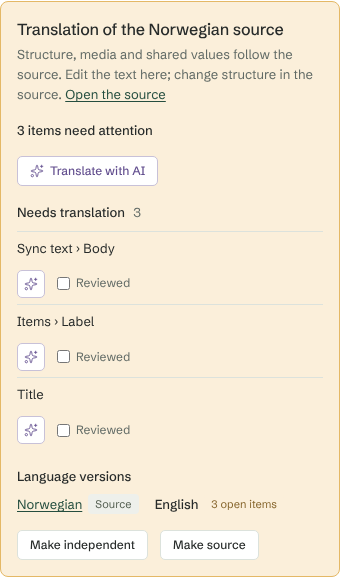 Translation of the Norwegian source
Structure, media and shared values follow the
source. Edit the text here; change structure in the
source. Open the source
3 items need attention
Translate with AI
Needs translation 3
Sync text › Body
Reviewed
Items › Label
Reviewed
Title
Reviewed
Language versions
Norwegian Source English 3 open items
Make independent Make source